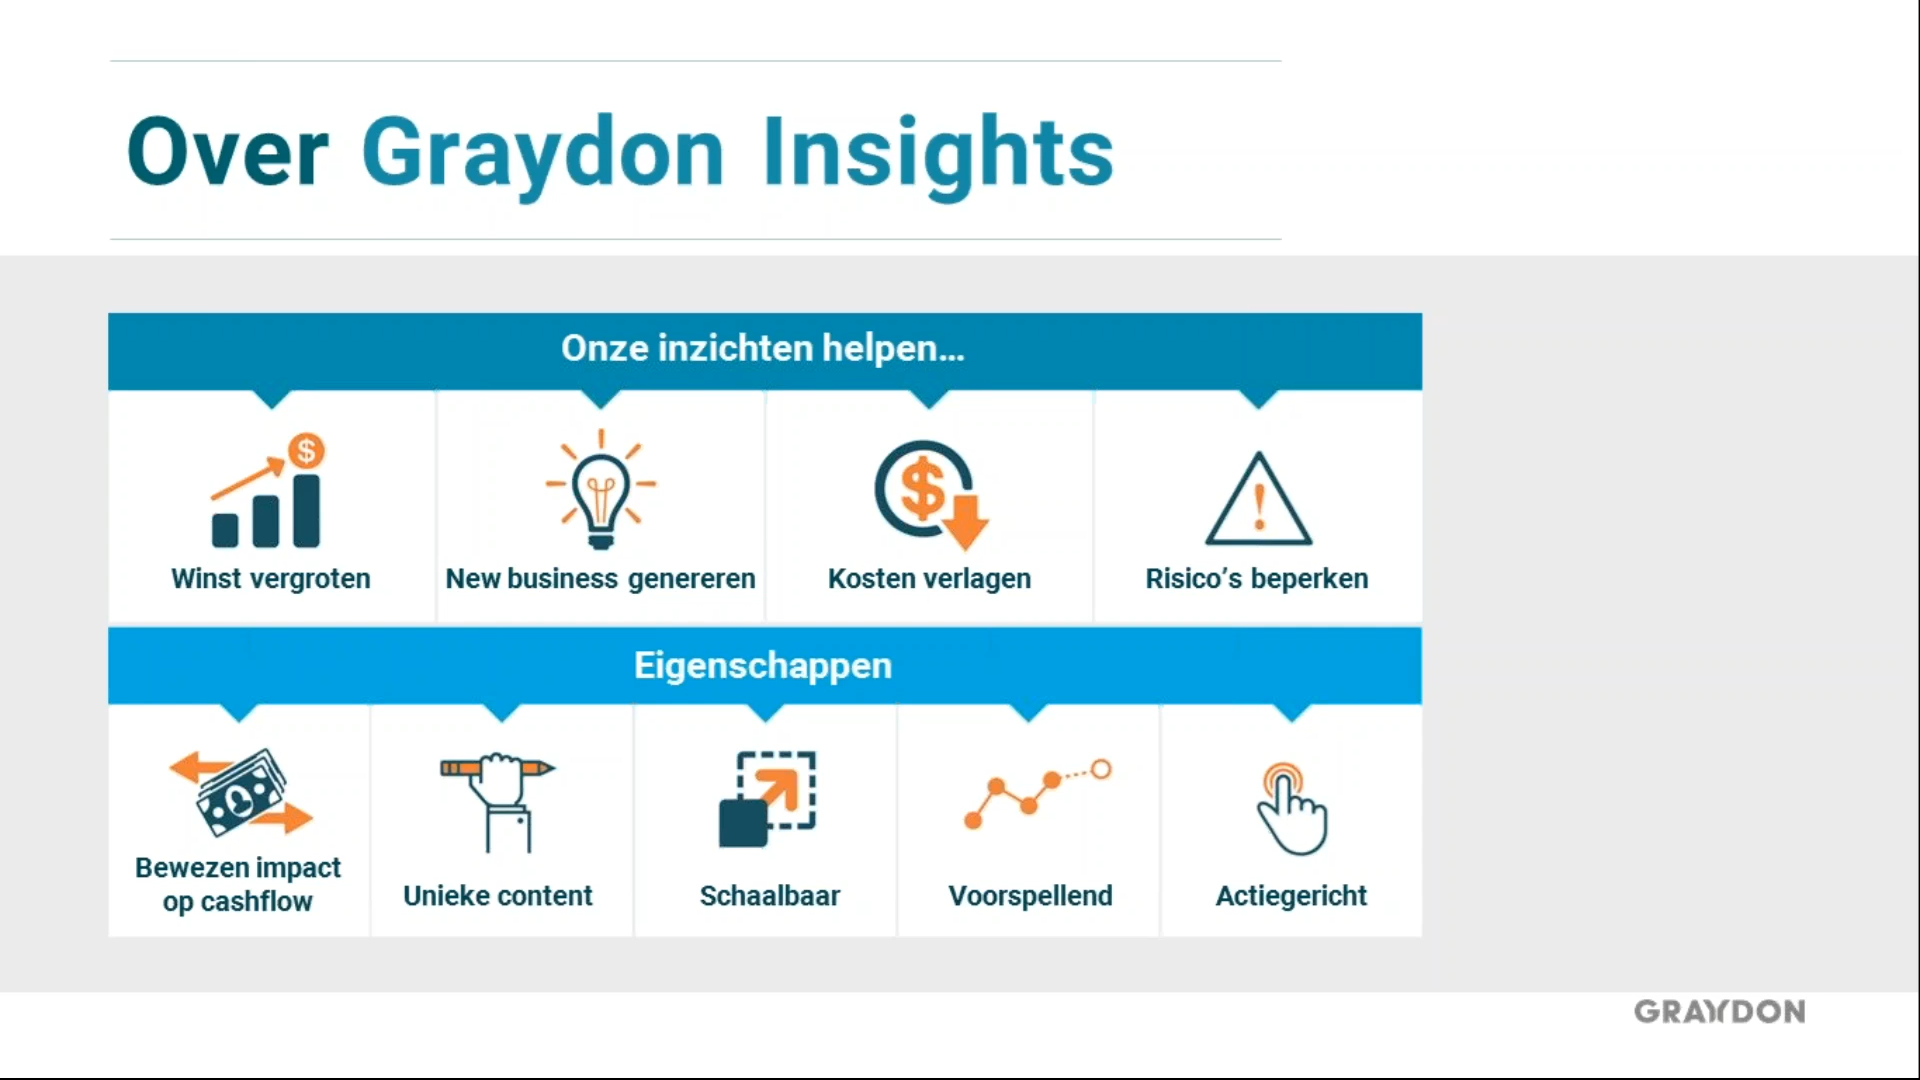 Over Graydon Insights
Onze inzichten helpen...
$
$
!
Winst vergroten
New business genereren
Kosten verlagen
Risico’s beperken
Eigenschappen
Bewezen impact
op cashflow
Unieke content
Schaalbaar
Voorspellend
Actiegericht
GRAYDON